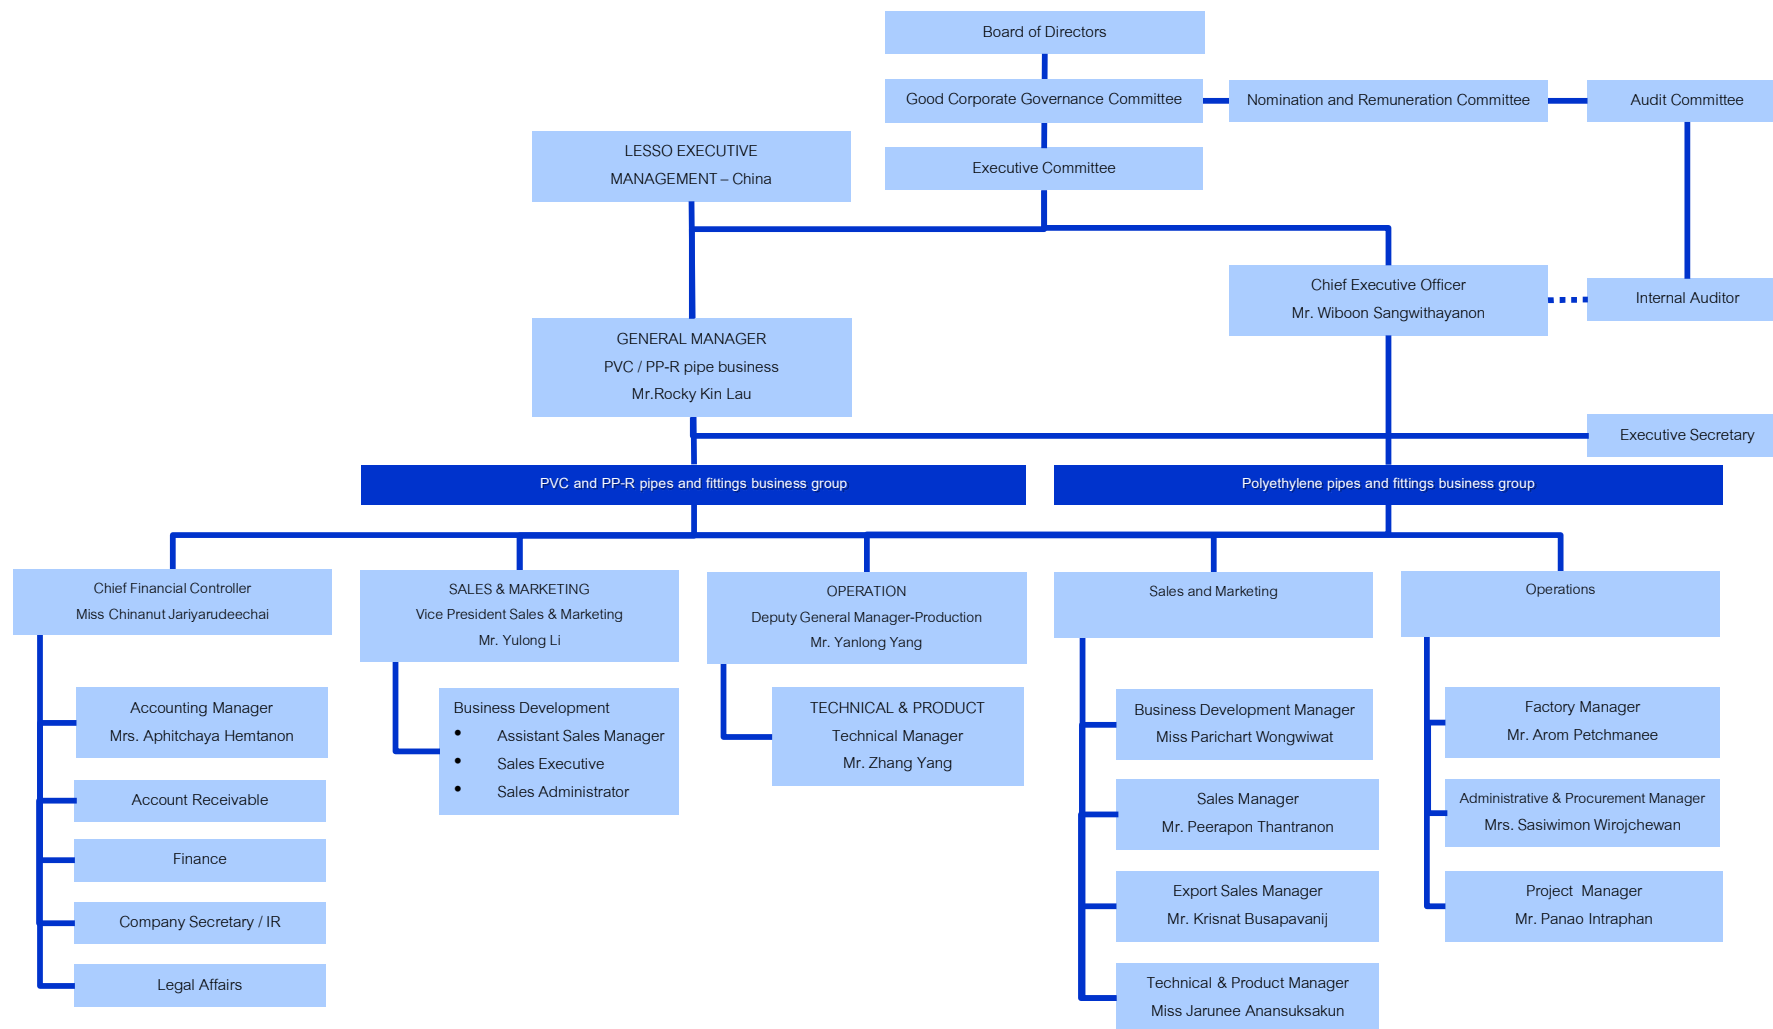 Board of Directors
Good Corporate Governance Committee
Nomination and Remuneration Committee
Audit Committee
LESSO EXECUTIVE
MANAGEMENT – China
Executive Committee
Chief Executive Officer
Mr. Wiboon Sangwithayanon
Internal Auditor
GENERAL MANAGER
PVC / PP-R pipe business
Mr.Rocky Kin Lau
Executive Secretary
PVC and PP-R pipes and fittings business group
Polyethylene pipes and fittings business group
Chief Financial Controller
Miss Chinanut Jariyarudeechai
SALES & MARKETING
Vice President Sales & Marketing
Mr. Yulong Li
OPERATION
Deputy General Manager-Production
Mr. Yanlong Yang
Sales and Marketing
Operations
Accounting Manager
Mrs. Aphitchaya Hemtanon
Account Receivable
Finance
Company Secretary / IR
Legal Affairs
Business Development
• Assistant Sales Manager
• Sales Executive
• Sales Administrator
TECHNICAL & PRODUCT
Technical Manager
Mr. Zhang Yang
Business Development Manager
Miss Parichart Wongwiwat
Sales Manager
Mr. Peerapon Thantranon
Export Sales Manager
Mr. Krisnat Busapavanij
Technical & Product Manager
Miss Jarunee Anansuksakun
Factory Manager
Mr. Arom Petchmanee
Administrative & Procurement Manager
Mrs. Sasiwimon Wirojchewan
Project  Manager
Mr. Panao Intraphan